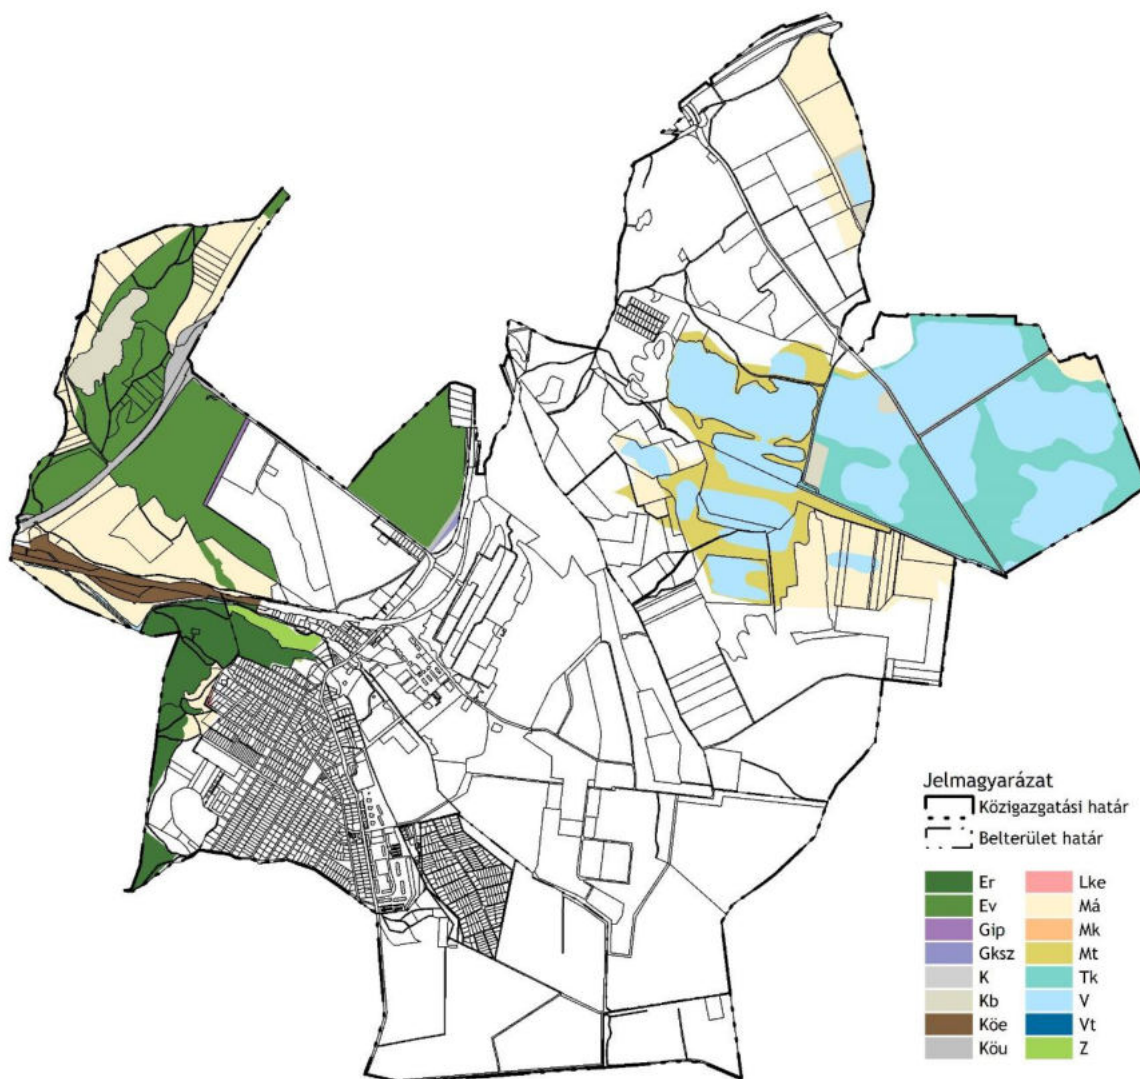 Jelmagyarázat
Közigazgatási határ
Belterület határ
Er
Ev
Gip
Gksz
K
Kb
Köe
Köu
Lke
Má
Mk
Mt
Tk
V
Vt
Z